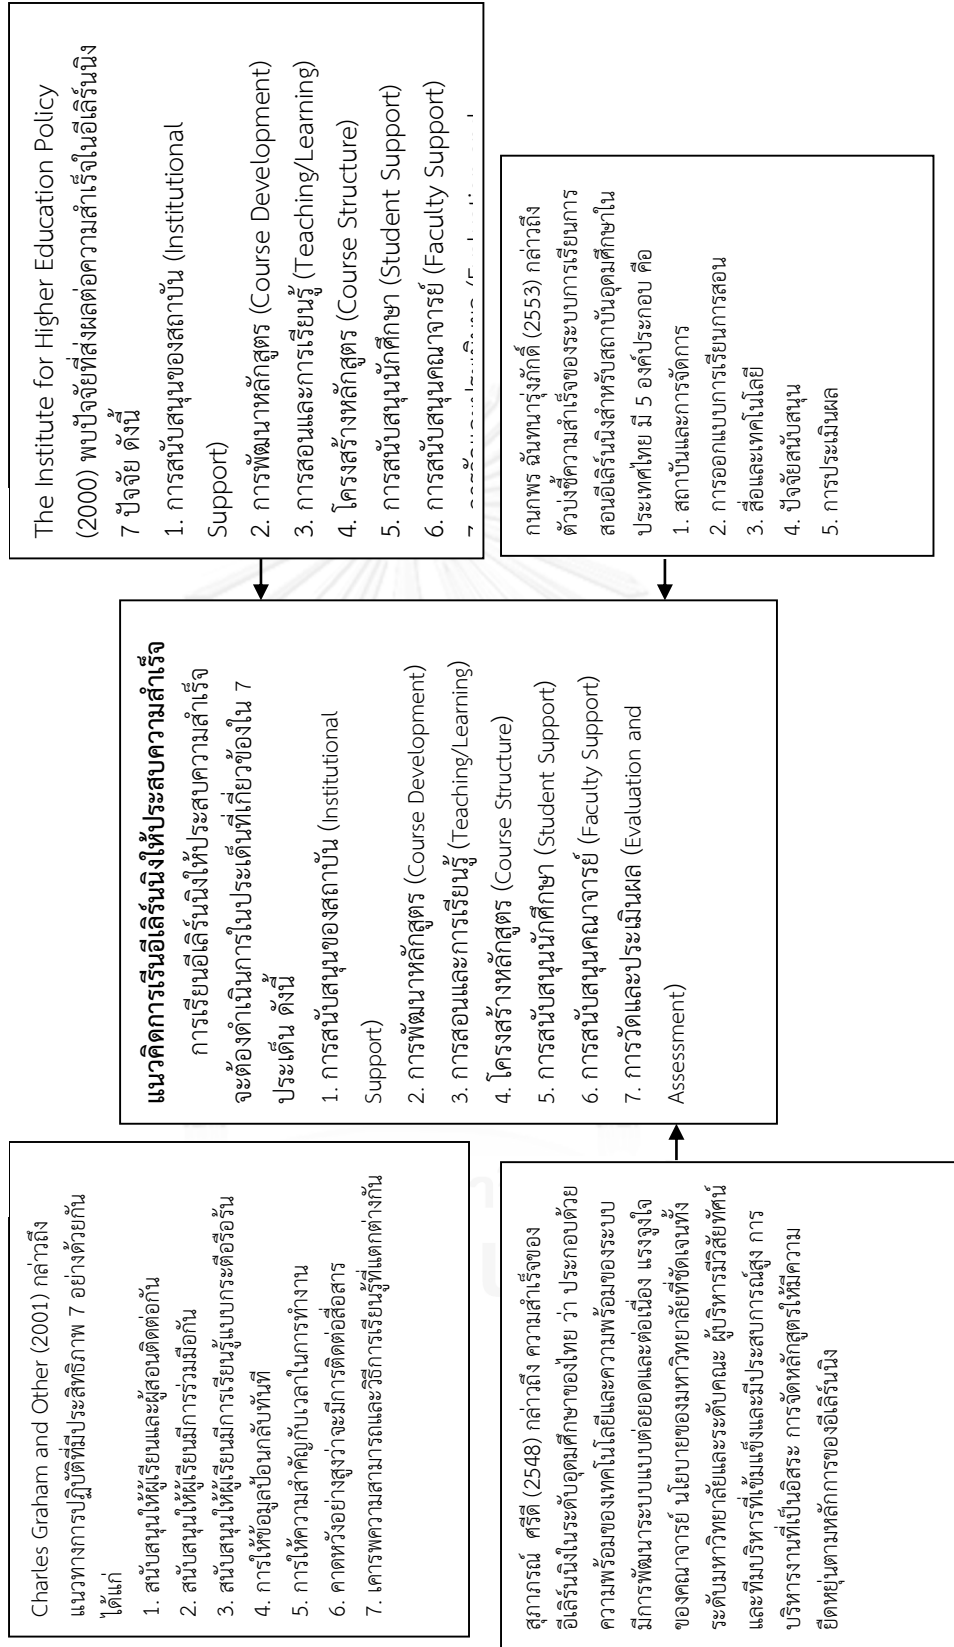 Charles Graham and Other (2001) กล่าวถึง
แนวทางการปฏิบัติที่มีประสิทธิภาพ 7 อย่างด้วยกัน
ได้แก่
1. สนับสนุนให้ผู้เรียนและผู้สอนติดต่อกัน
2. สนับสนุนให้ผู้เรียนมีการร่วมมือกัน
3. สนับสนุนให้ผู้เรียนมีการเรียนรู้แบบกระตือรือร้น
4. การให้ข้อมูลป้อนกลับทันที
5. การให้ความสำคัญกับเวลาในการทำงาน
6. คาดหวังอย่างสูงว่าจะมีการติดต่อสื่อสาร
7. เคารพความสามารถและวิธีการเรียนรู้ที่แตกต่างกัน
สุภาภรณ์ ศรีดี (2548) กล่าวถึง ความสำเร็จของ
อีเลิร์นนิงในระดับอุดมศึกษาของไทย ว่า ประกอบด้วย
ความพร้อมของเทคโนโลยีและความพร้อมของระบบ
มีการพัฒนาระบบแบบต่อยอดและต่อเนื่อง แรงจูงใจ
ของคณาจารย์ นโยบายของมหาวิทยาลัยที่ชัดเจนทั้ง
ระดับมหาวิทยาลัยและระดับคณะ ผู้บริหารมีวิสัยทัศน์
และทีมบริหารที่เข้มแข็งและมีประสบการณ์สูง การ
บริหารงานที่เป็นอิสระ การจัดหลักสูตรให้มีความ
ยืดหยุ่นตามหลักการของอีเลิร์นนิง
แนวคิดการเรีนอีเลิร์นนิงให้ประสบความสำเร็จ
การเรียนอีเลิร์นนิงให้ประสบความสำเร็จ
จะต้องดำเนินการในประเด็นที่เกี่ยวข้องใน 7
ประเด็น ดังนี้
1. การสนับสนุนของสถาบัน (Institutional
Support)
2. การพัฒนาหลักสูตร (Course Development)
3. การสอนและการเรียนรู้ (Teaching/Learning)
4. โครงสร้างหลักสูตร (Course Structure)
5. การสนับสนุนนักศึกษา (Student Support)
6. การสนับสนุนคณาจารย์ (Faculty Support)
7. การวัดและประเมินผล (Evaluation and
Assessment)
The Institute for Higher Education Policy
(2000) พบปัจจัยที่ส่งผลต่อความสำเร็จในอีเลิร์นนิง
7 ปัจจัย ดังนี้
1. การสนับสนุนของสถาบัน (Institutional
Support)
2. การพัฒนาหลักสูตร (Course Development)
3. การสอนและการเรียนรู้ (Teaching/Learning)
4. โครงสร้างหลักสูตร (Course Structure)
5. การสนับสนุนนักศึกษา (Student Support)
6. การสนับสนุนคณาจารย์ (Faculty Support)
กนกพร ฉันทนารุ่งภักดิ์ (2553) กล่าวถึง
ตัวบ่งชี้ความสำเร็จของระบบการเรียนการ
สอนอีเลิร์นนิงสำหรับสถาบันอุดมศึกษาใน
ประเทศไทย มี 5 องค์ประกอบ คือ
1. สถาบันและการจัดการ
2. การออกแบบการเรียนการสอน
3. สื่อและเทคโนโลยี
4. ปัจจัยสนับสนุน
5. การประเมินผล